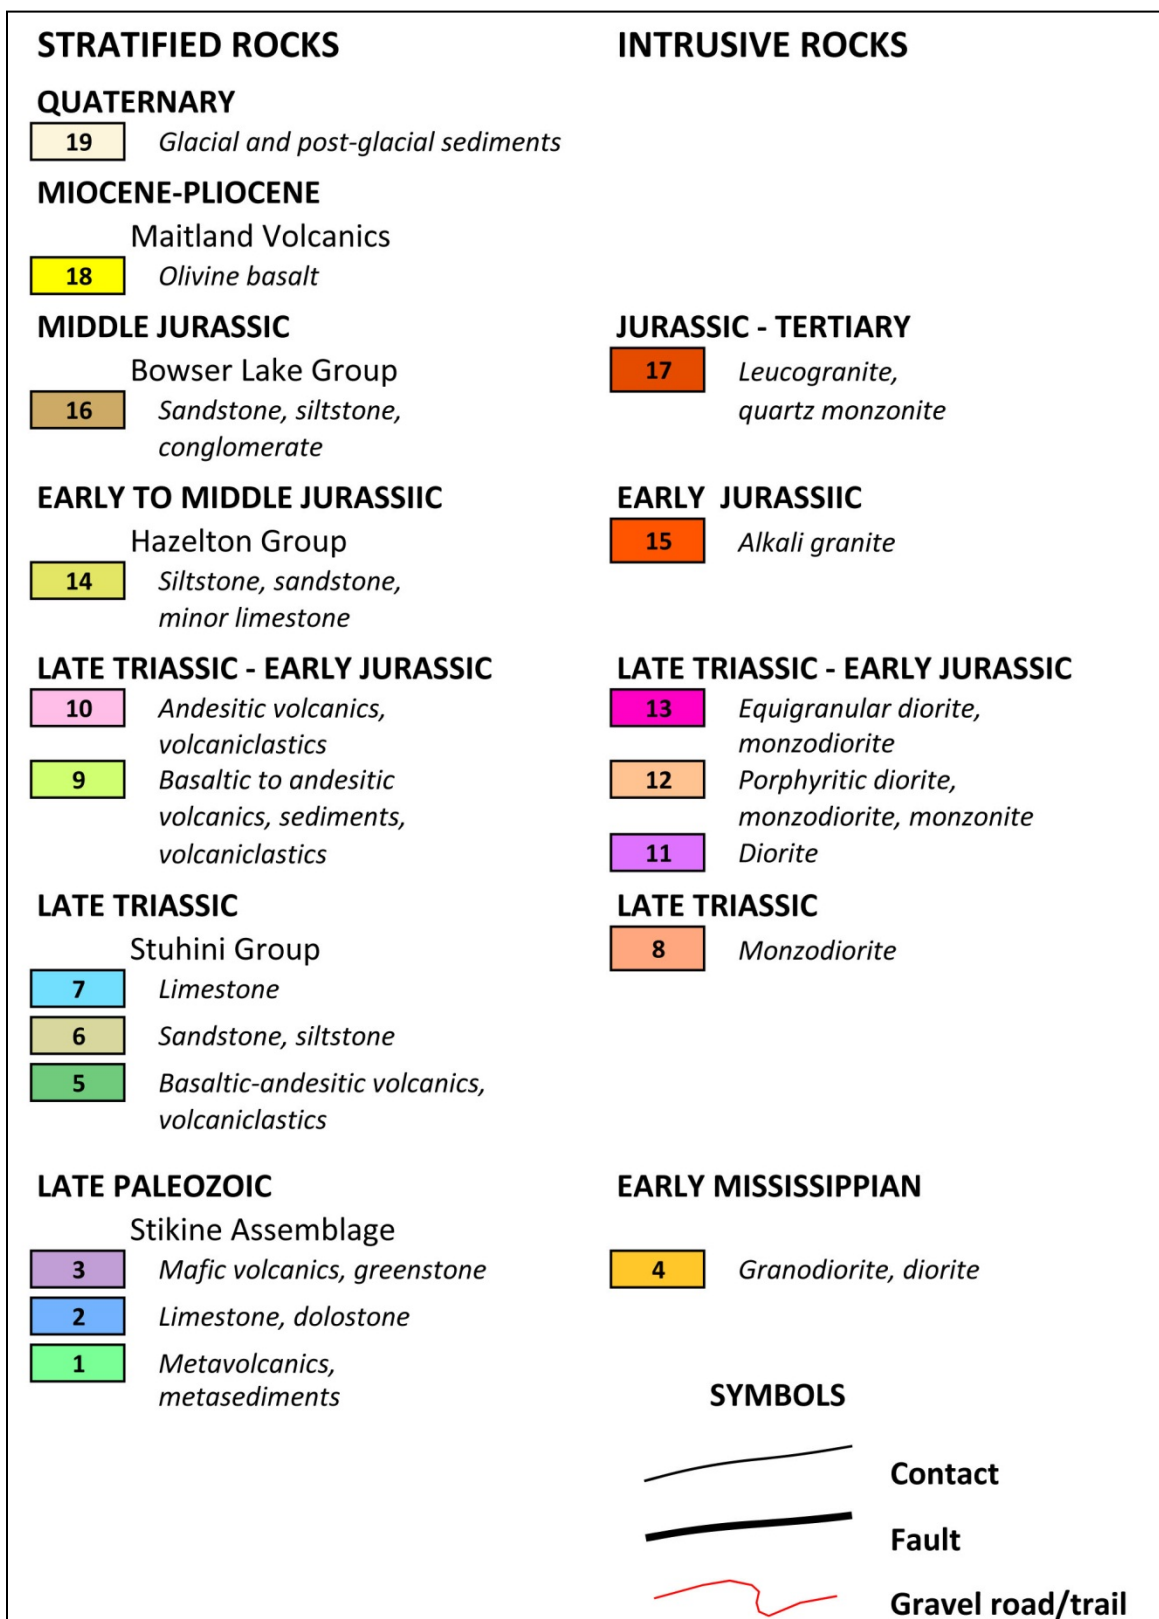 STRATIFIED ROCKS
QUATERNARY
19 Glacial and post-glacial sediments
MIOCENE-PLIOCENE
Maitland Volcanics
18 Olivine basalt
MIDDLE JURASSIC
Bowser Lake Group
16 Sandstone, siltstone,
conglomerate
EARLY TO MIDDLE JURASSIIC
Hazelton Group
14 Siltstone, sandstone,
minor limestone
LATE TRIASSIC - EARLY JURASSIC
10 Andesitic volcanics,
volcaniclastics
9 Basaltic to andesitic
volcanics, sediments,
volcaniclastics
LATE TRIASSIC
Stuhini Group
7 Limestone
6 Sandstone, siltstone
5 Basaltic-andesitic volcanics,
volcaniclastics
LATE PALEOZOIC
Stikine Assemblage
3 Mafic volcanics, greenstone
2 Limestone, dolostone
1 Metavolcanics,
metasediments
INTRUSIVE ROCKS
JURASSIC - TERTIARY
17 Leucogranite,
quartz monzonite
EARLY JURASSIIC
15 Alkali granite
LATE TRIASSIC - EARLY JURASSIC
13 Equigranular diorite,
monzodiorite
12 Porphyritic diorite,
monzodiorite, monzonite
11 Diorite
LATE TRIASSIC
8 Monzodiorite
EARLY MISSISSIPPIAN
4 Granodiorite, diorite
SYMBOLS
Contact
Fault
Gravel road/trail